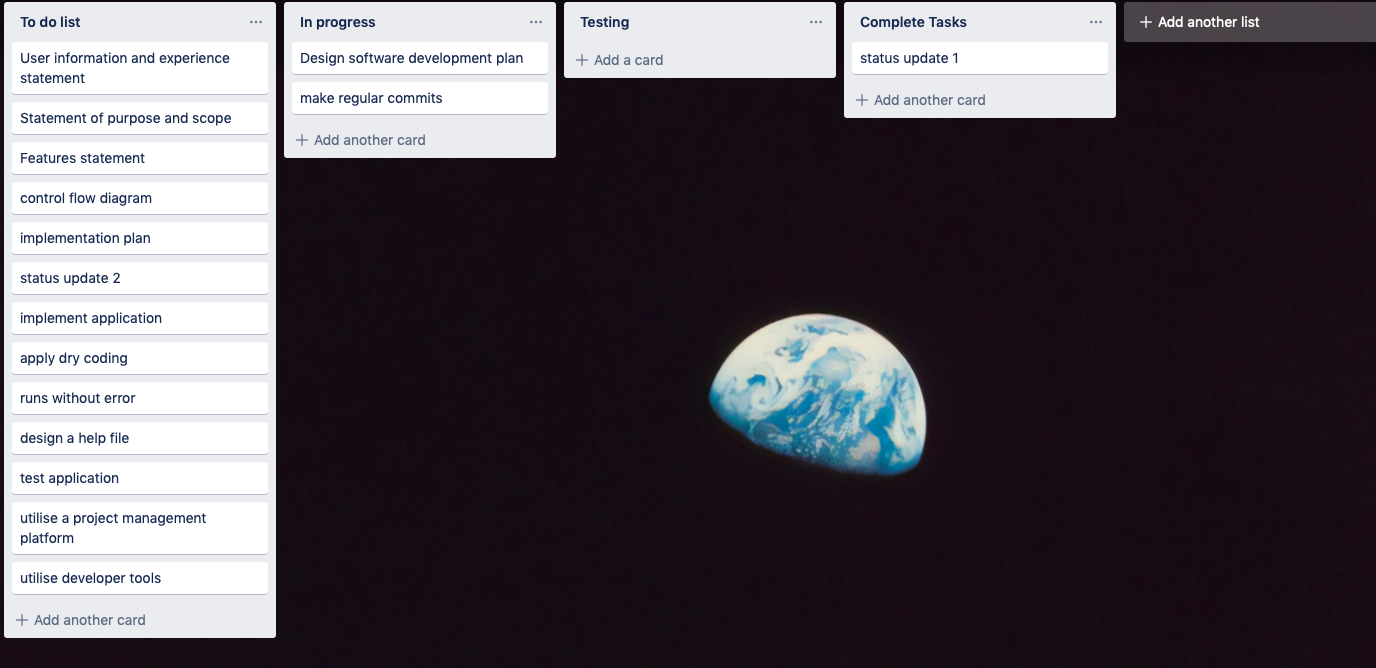 To do list
User information and experience
statement
Statement of purpose and scope
Features statement
control flow diagram
implementation plan
status update 2
implement application
apply dry coding
runs without error
design a help file
test application
utilise a project management
platform
utilise developer tools
+ Add another card
In progress
Design software development plan
make regular commits
+ Add another card
Testing
+ Add a card
Complete Tasks
status update 1
+ Add another card
+ Add another list